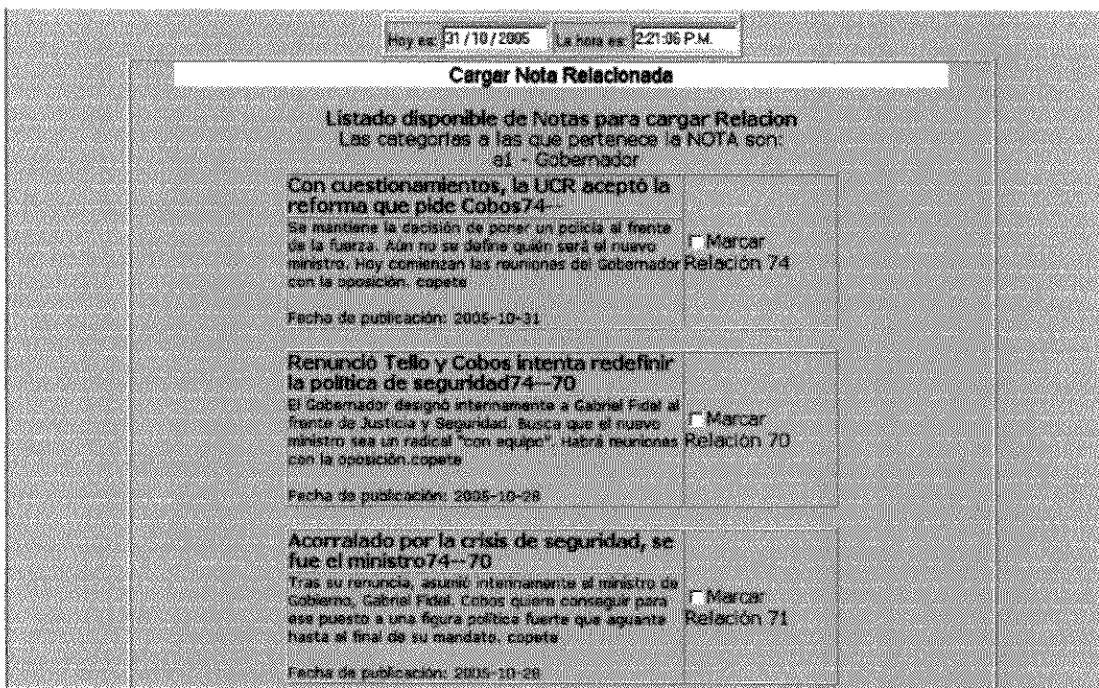 Hoy es: 31/10/2005 La hora es: 2:21:06 P.M.
Cargar Nota Relacionada
Listado disponible de Notas para cargar Relacion
Las categorías a las que pertenece la NOTA son:
a1 - Gobernador
Con cuestionamientos, la UCR aceptó la
reforma que pide Cobos74--
Se mantiene la decisión de poner un policía al frente
de la fuerza. Aún no se define quién será el nuevo
ministro. Hoy comienzan las reuniones del Gobernador
con la oposición. copete
Fecha de publicación: 2005-10-31
Marcar
Relación 74
Renunció Tello y Cobos intenta redefinir
la política de seguridad74--70
El Gobernador designó internamente a Gabriel Fidel al
frente de Justicia y Seguridad. Busca que el nuevo
ministro sea un radical "con equipo". Habrá reuniones
con la oposición.copete
Fecha de publicación: 2005-10-28
Marcar
Relación 70
Acorralado por la crisis de seguridad, se
fue el ministro74--70
Tras su renuncia, asumió internamente el ministro de
Gobierno, Gabriel Fidel. Cobos quiere conseguir para
ese puesto a una figura política fuerte que aguante
hasta el final de su mandato. copete
Fecha de publicación: 2005-10-28
Marcar
Relación 71